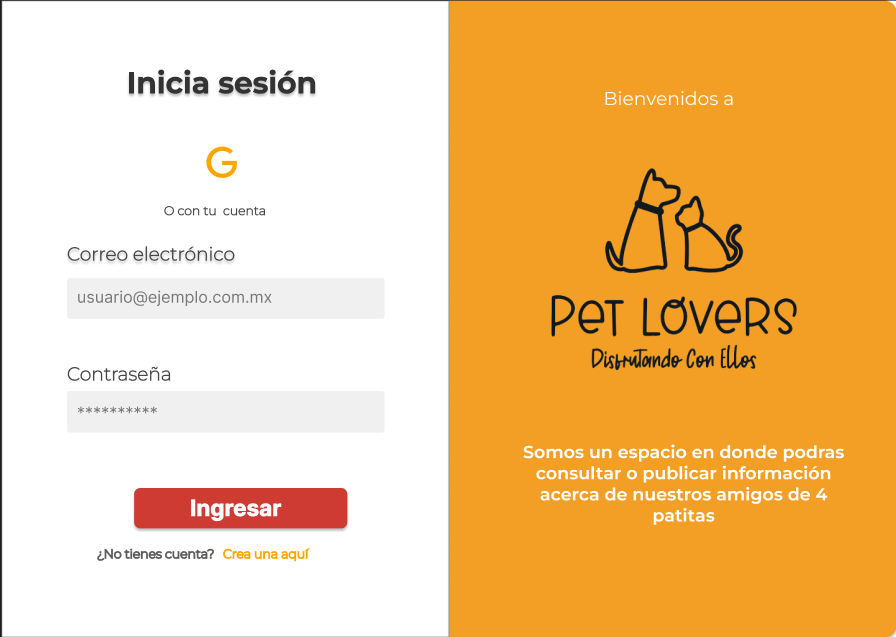 Inicia sesión
G
O con tu cuenta
Correo electrónico
usuario@ejemplo.com.mx
Contraseña
**********
Ingresar
¿No tienes cuenta? Crea una aquí
Bienvenidos a
PET LOVERS
Disfrutando Con Ellos
Somos un espacio en donde podras
consultar o publicar información
acerca de nuestros amigos de 4
patitas